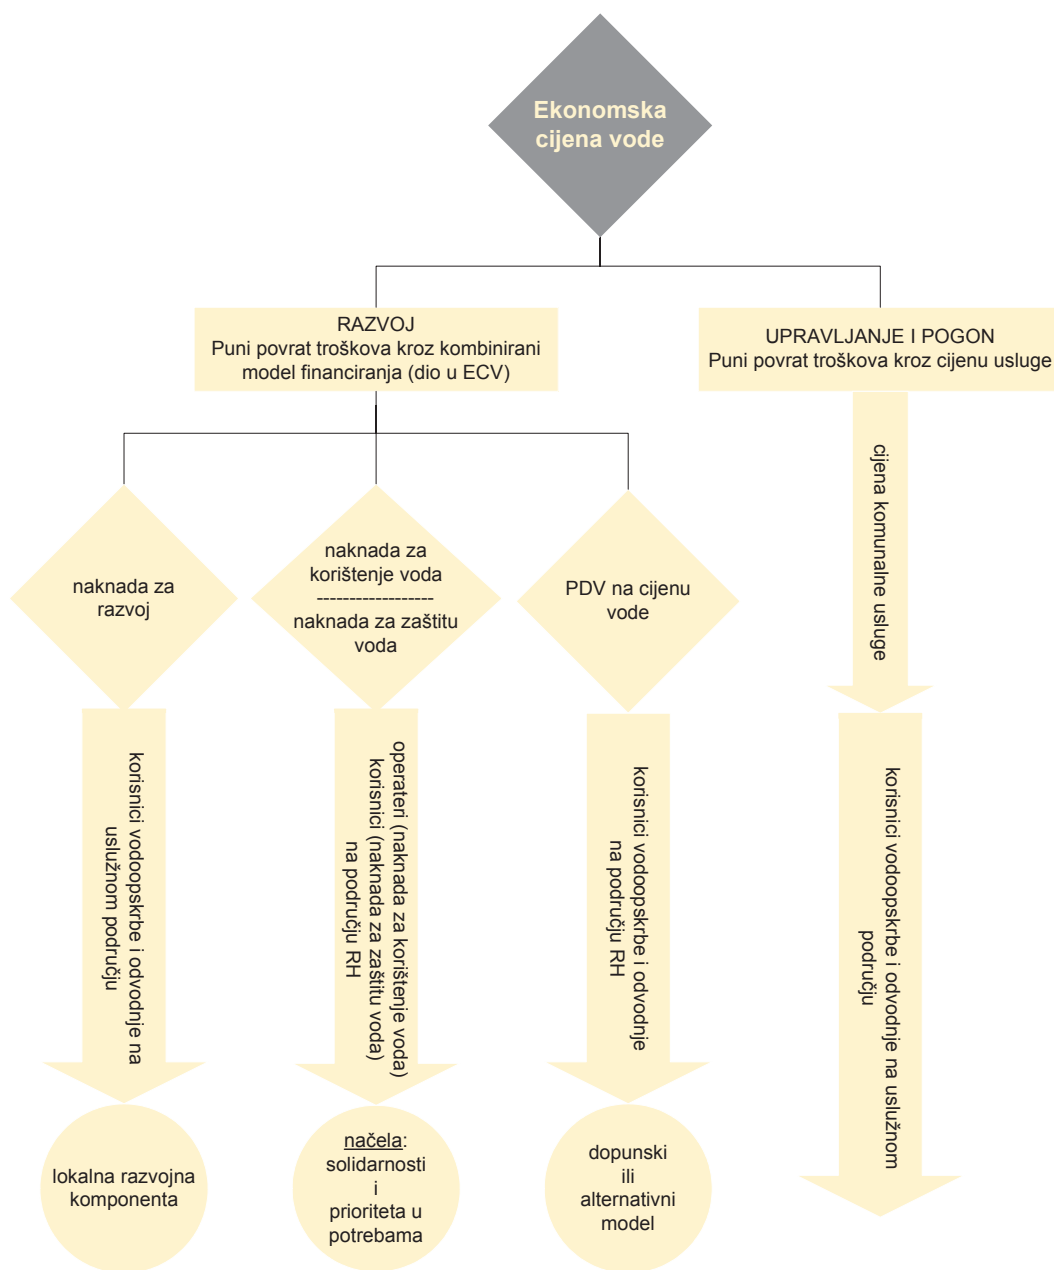 Ekonomska
cijena vode
RAZVOJ
Puni povrat troškova kroz kombinirani
model financiranja (dio u ECV)
UPRAVLJANJE I POGON
Puni povrat troškova kroz cijenu usluge
naknada za
razvoj
naknada za
korištenje voda
------------------
naknada za zaštitu
voda
PDV na cijenu
vode
cijena komunalne usluge
korisnici vodoopskrbe i odvodnje na
uslužnom području
operateri (naknada za korištenje voda)
korisnici (naknada za zaštitu voda)
na području RH
korisnici vodoopskrbe i odvodnje
na području RH
korisnici vodoopskrbe i odvodnje na uslužnom
području
lokalna razvojna
komponenta
načela:
solidarnosti
i
prioriteta u
potrebama
dopunski
ili
alternativni
model